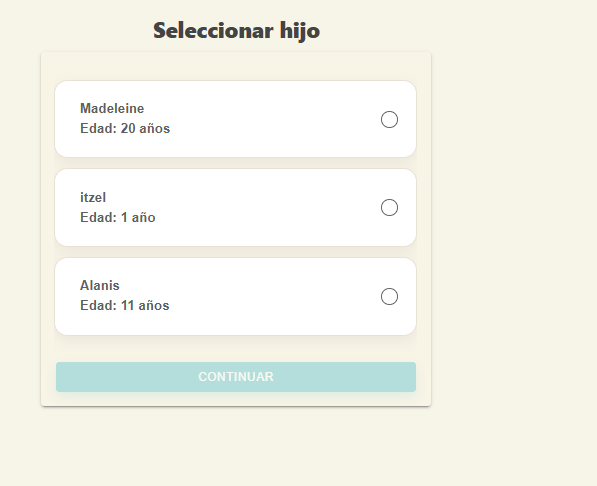 Seleccionar hijo
Madeleine
Edad: 20 años
itzel
Edad: 1 año
Alanis
Edad: 11 años
CONTINUAR